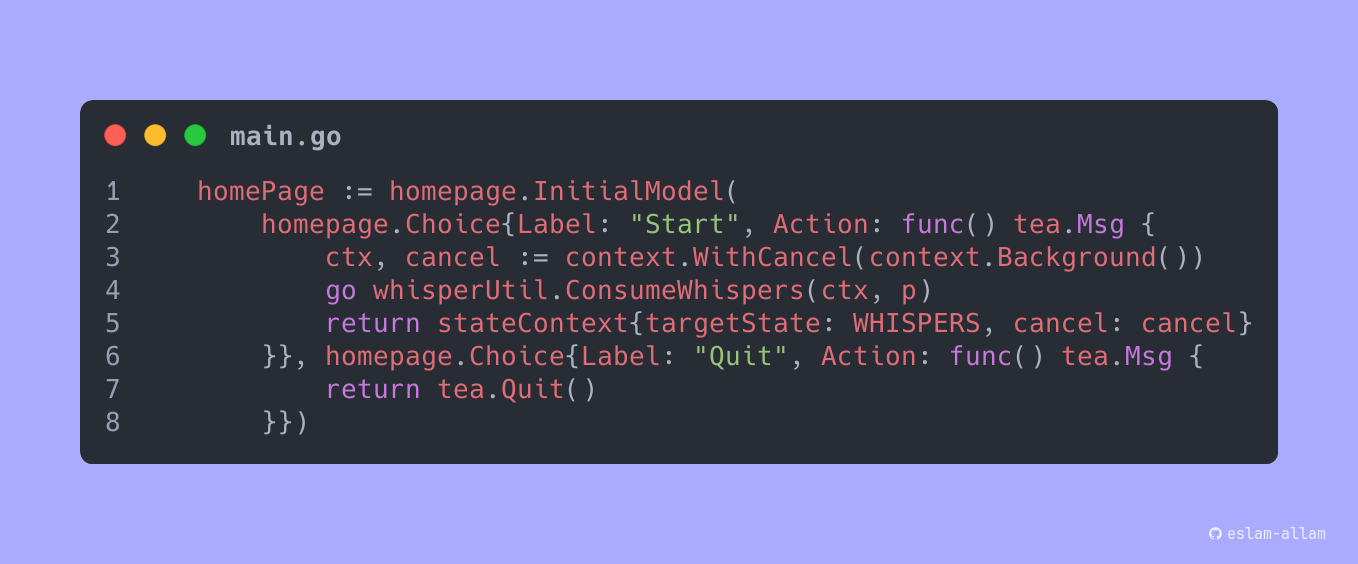 main.go
1 homePage := homepage.InitialModel(
2 homepage.Choice{Label: "Start", Action: func() tea.Msg {
3 ctx, cancel := context.WithCancel(context.Background())
4 go whisperUtil.ConsumeWhispers(ctx, p)
5 return stateContext{targetState: WHISPERS, cancel: cancel}
6 }}, homepage.Choice{Label: "Quit", Action: func() tea.Msg {
7 return tea.Quit()
8 }})
eslam-allam